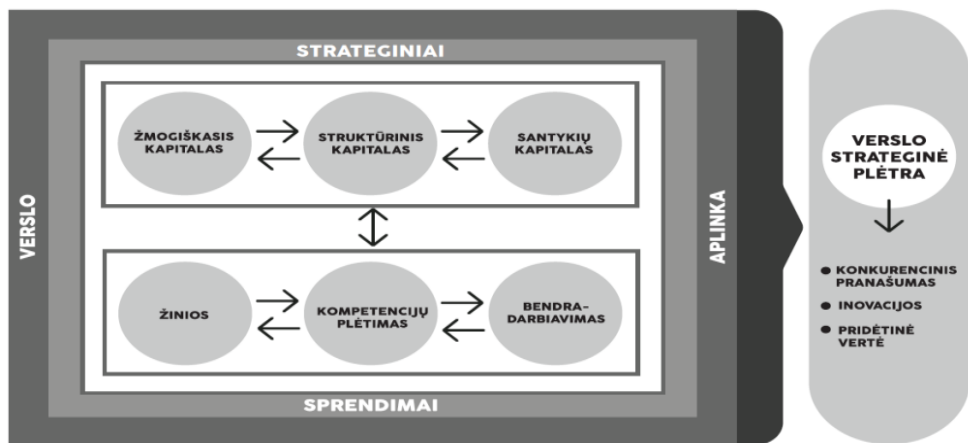 STRATEGINIAI
VERSLO
ŽMOGIŠKASIS
KAPITALAS
STRUKTŪRINIS
KAPITALAS
SANTYKIŲ
KAPITALAS
ŽINIOS
KOMPETENCIJŲ
PLĖTIMAS
BENDRA-
DARBIAVIMAS
APLINKA
SPRENDIMAI
VERSLO
STRATEGINĖ
PLĖTRA
KONKURENCINIS
PRANAŠUMAS
INOVACIJOS
PRIDĖTINĖ
VERTĖ